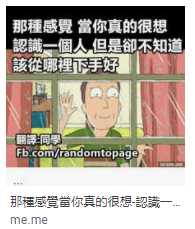 那種感覺 當你真的很想
認識一個人 但是卻不知道
該從哪裡下手好
翻譯:同學
Fb.com/randomtopage
...
那種感覺當你真的很想-認識一...
me.me